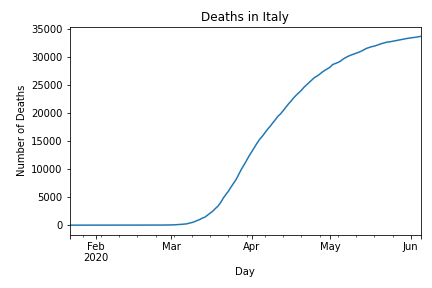 Deaths in Italy
35000
30000
25000
20000
15000
10000
5000
0
Number of Deaths
Feb
2020
Mar
Apr
May
Jun
Day